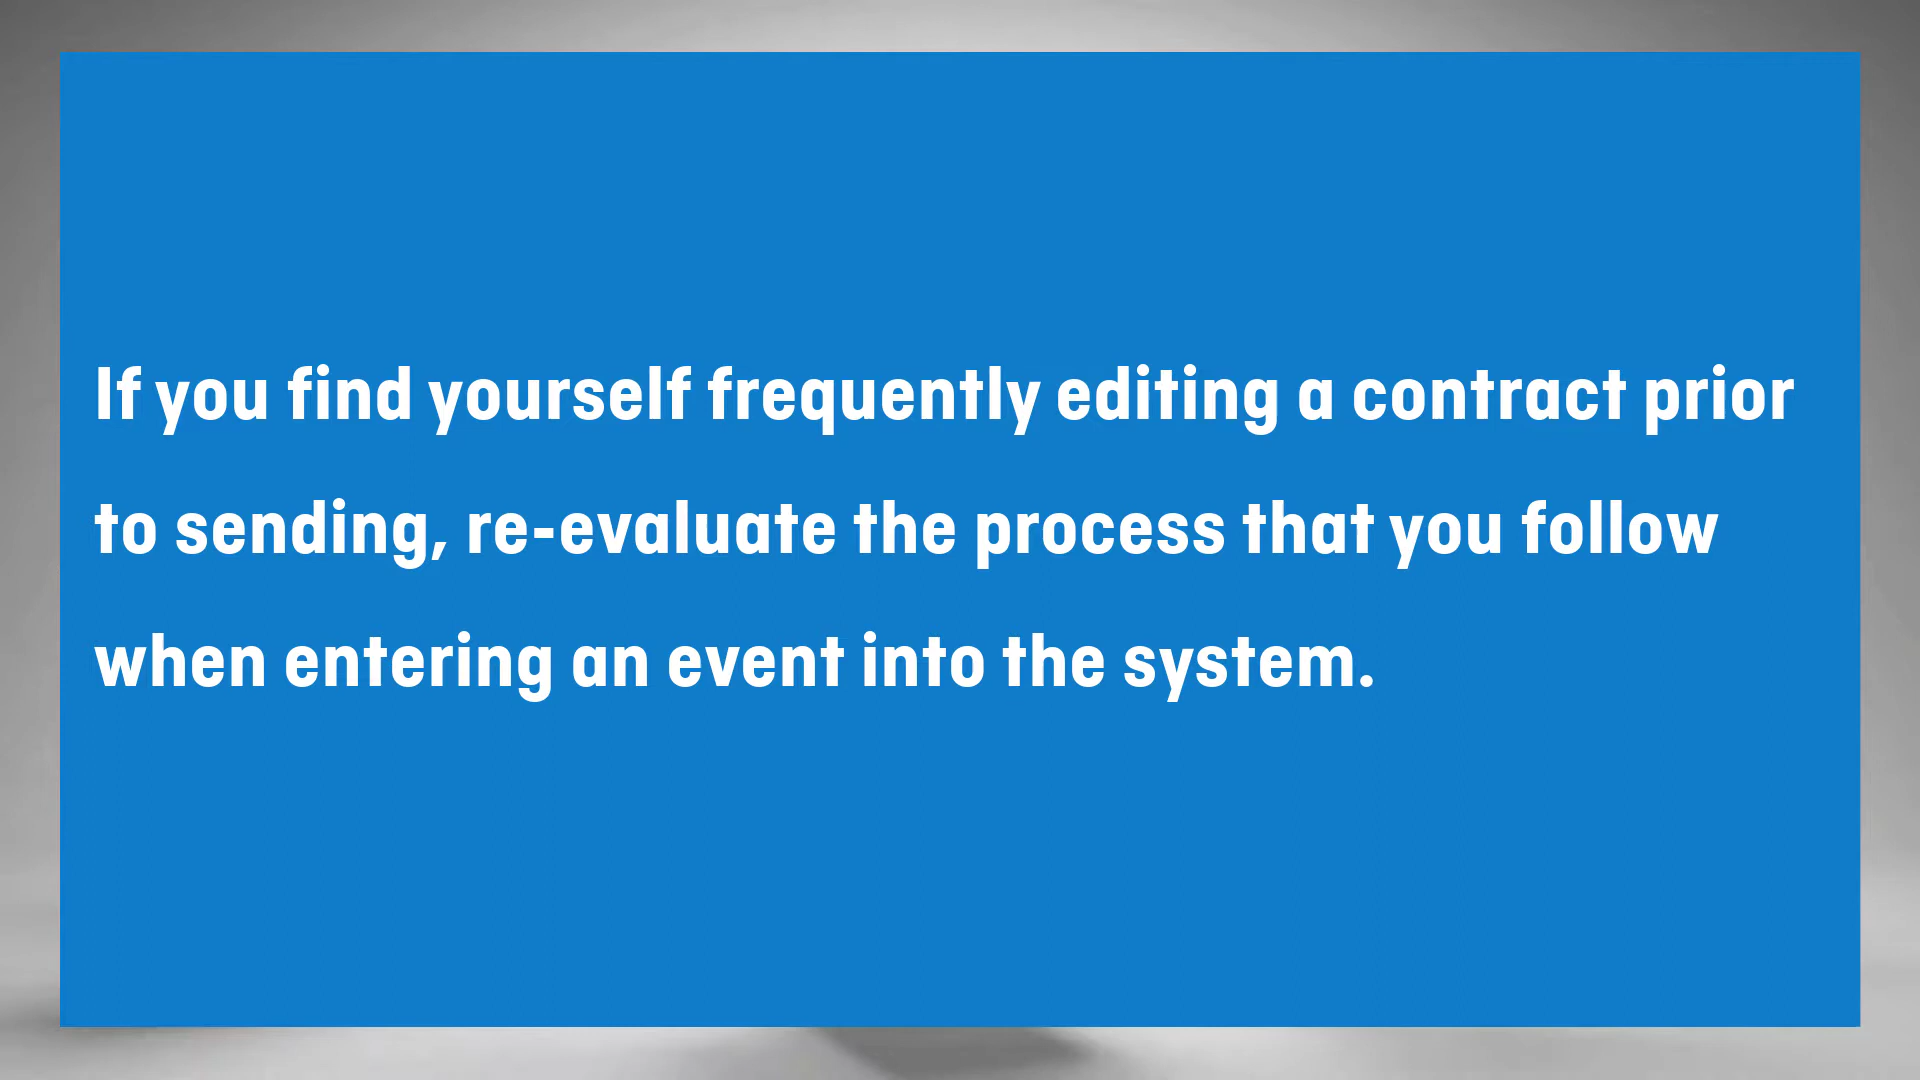 If you find yourself frequently editing a contract prior
to sending, re-evaluate the process that you follow
when entering an event into the system.